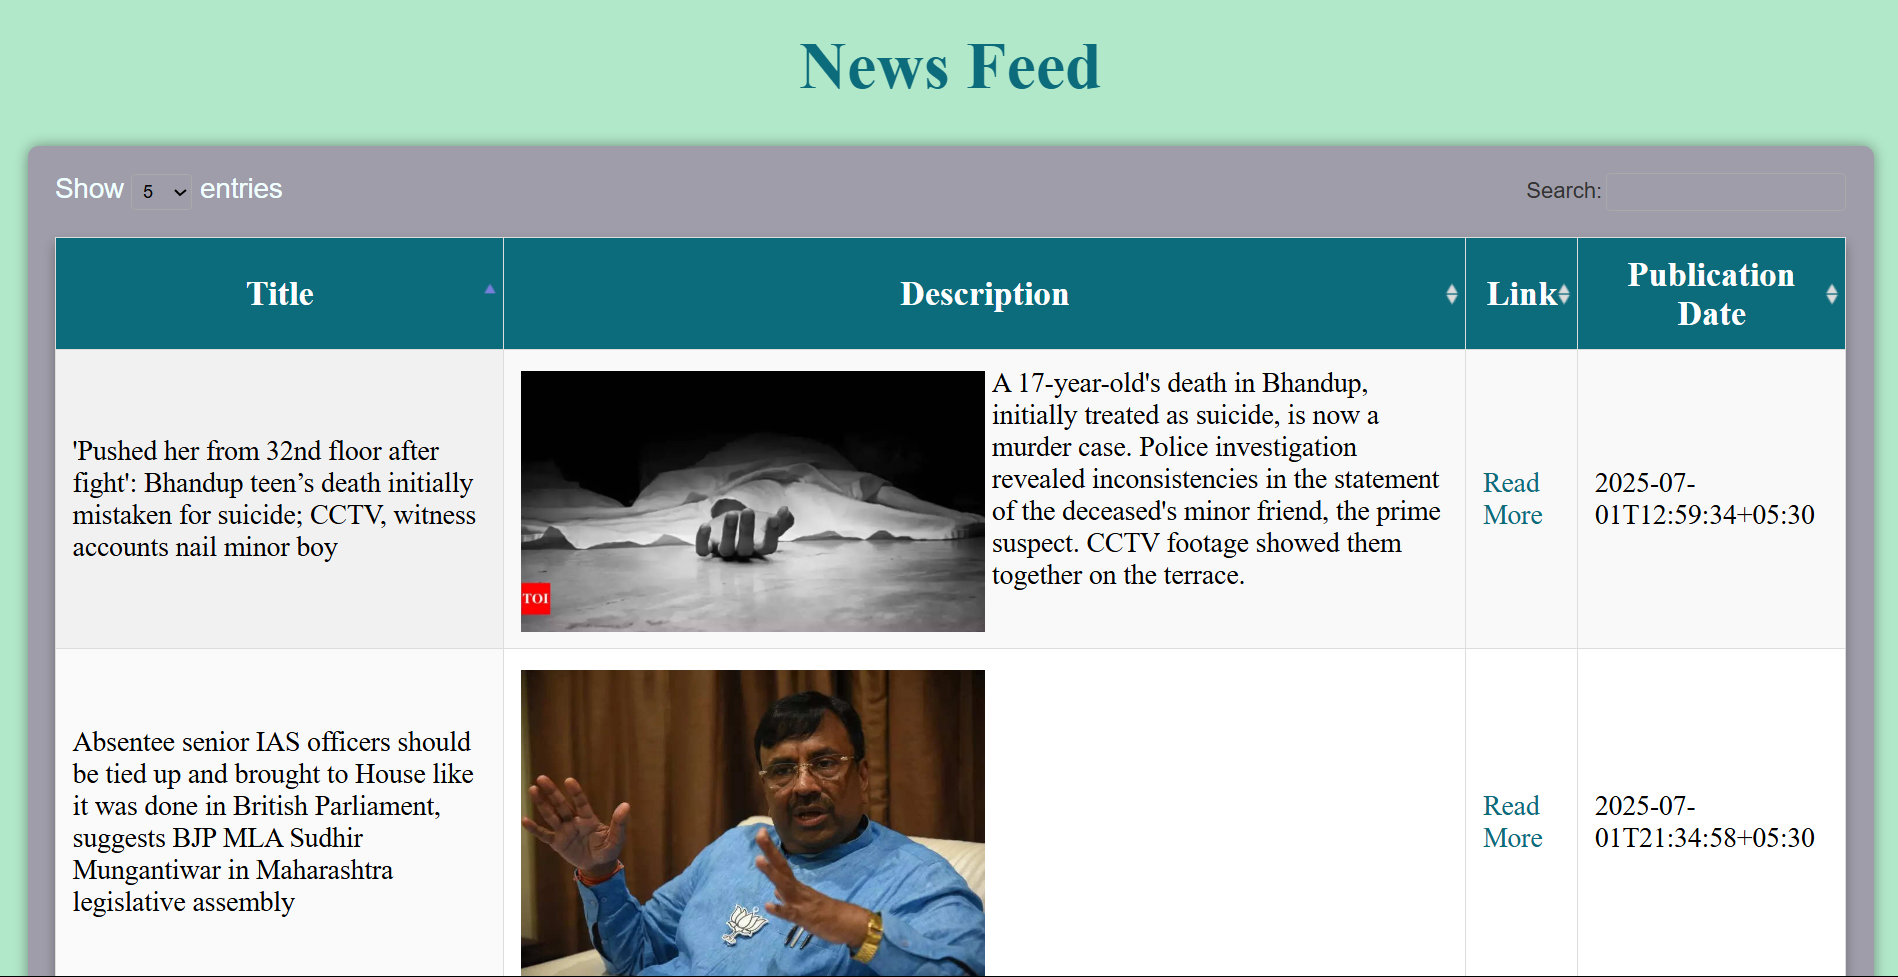 News Feed
Show 5 entries
Search:
Title
Description
Link
Publication
Date
'Pushed her from 32nd floor after
fight': Bhandup teen’s death initially
mistaken for suicide; CCTV, witness
accounts nail minor boy
TOI
A 17-year-old's death in Bhandup,
initially treated as suicide, is now a
murder case. Police investigation
revealed inconsistencies in the statement
of the deceased's minor friend, the prime
suspect. CCTV footage showed them
together on the terrace.
Read
More
2025-07-
01T12:59:34+05:30
Absentee senior IAS officers should
be tied up and brought to House like
it was done in British Parliament,
suggests BJP MLA Sudhir
Mungantiwar in Maharashtra
legislative assembly
Read
More
2025-07-
01T21:34:58+05:30